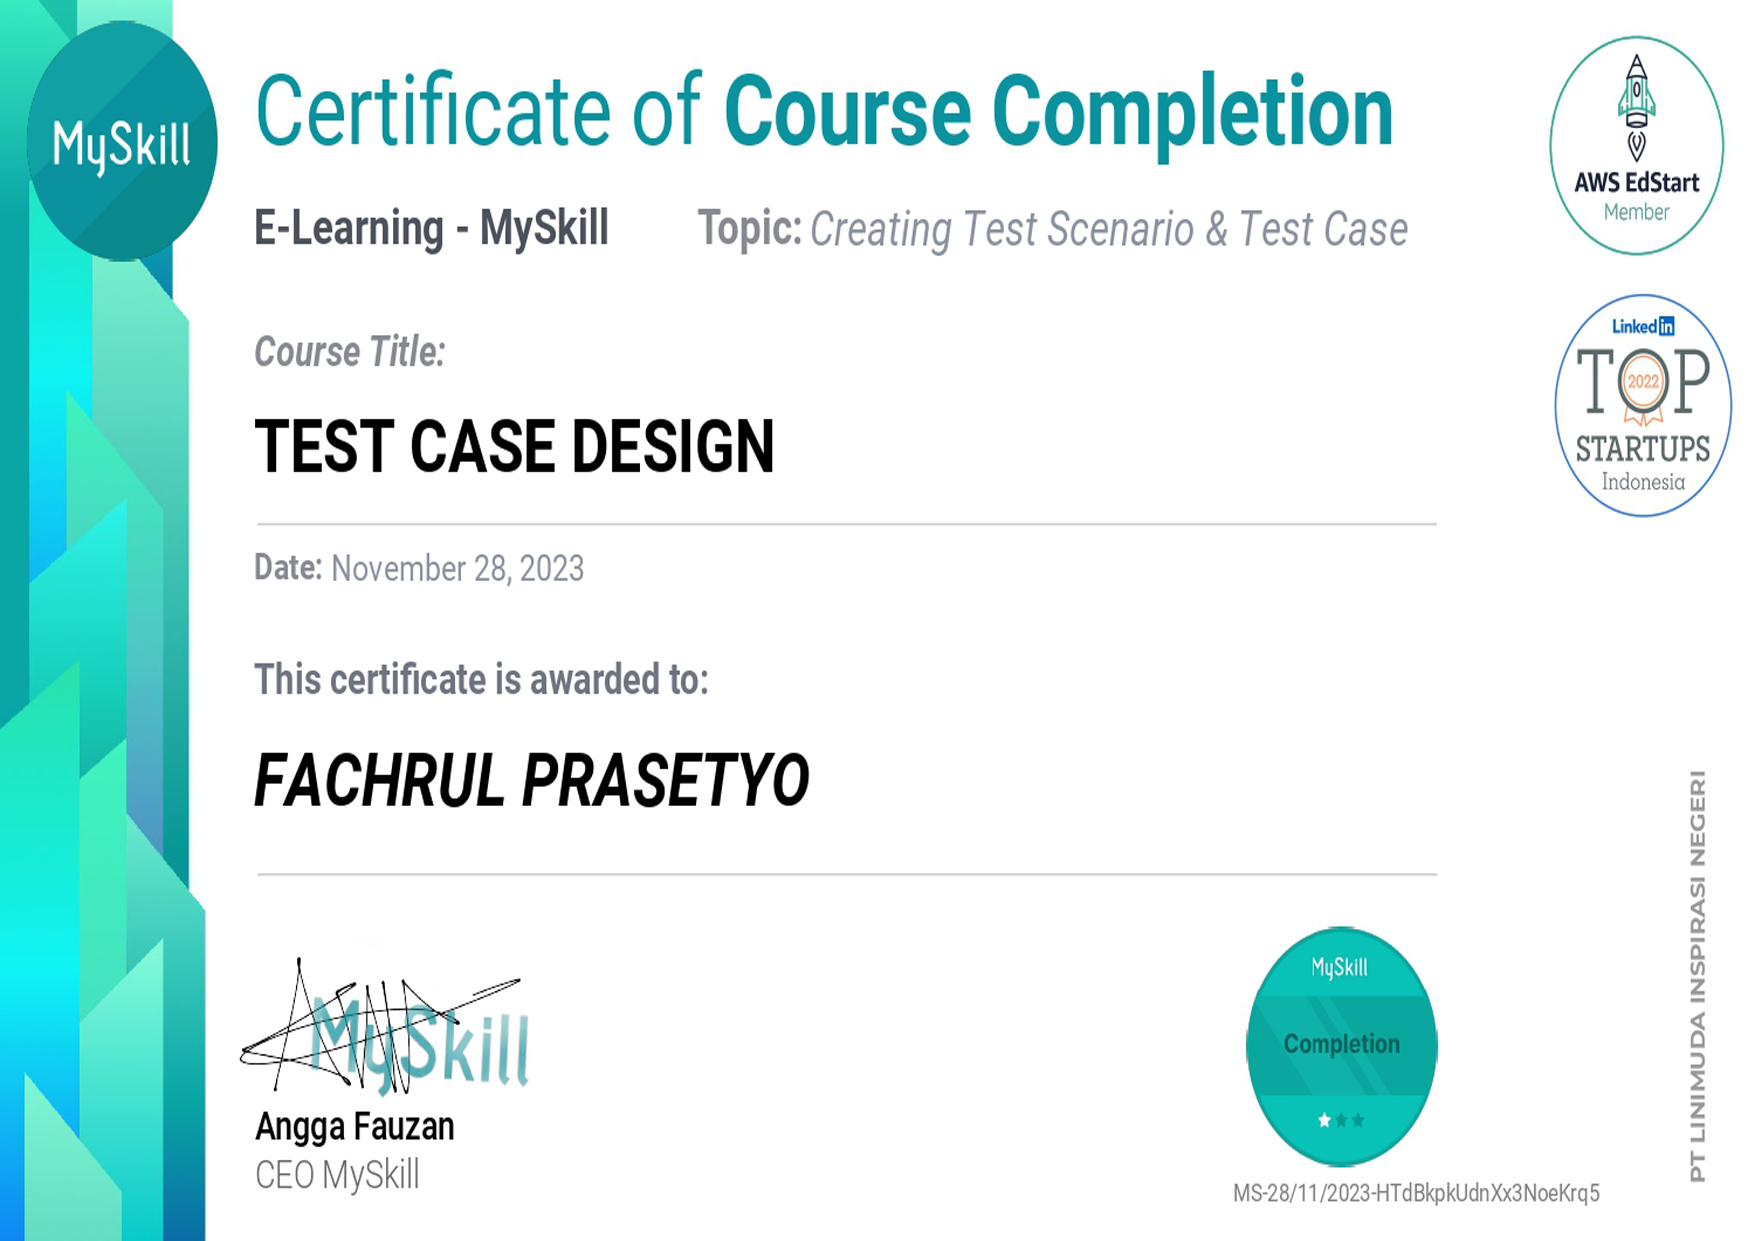 MySkill
Certificate of Course Completion
E-Learning - MySkill
Topic: Creating Test Scenario & Test Case
AWS EdStart
Member
Linked in
TOP
2022
STARTUPS
Indonesia
Course Title:
TEST CASE DESIGN
Date: November 28, 2023
This certificate is awarded to:
FACHRUL PRASETYO
MySkill
Angga Fauzan
CEO MySkill
MySkill
Completion
MS-28/11/2023-HTdBkpkUdnXx3NoeKrq5
PT LINIMUDA INSPIRASI NEGERI